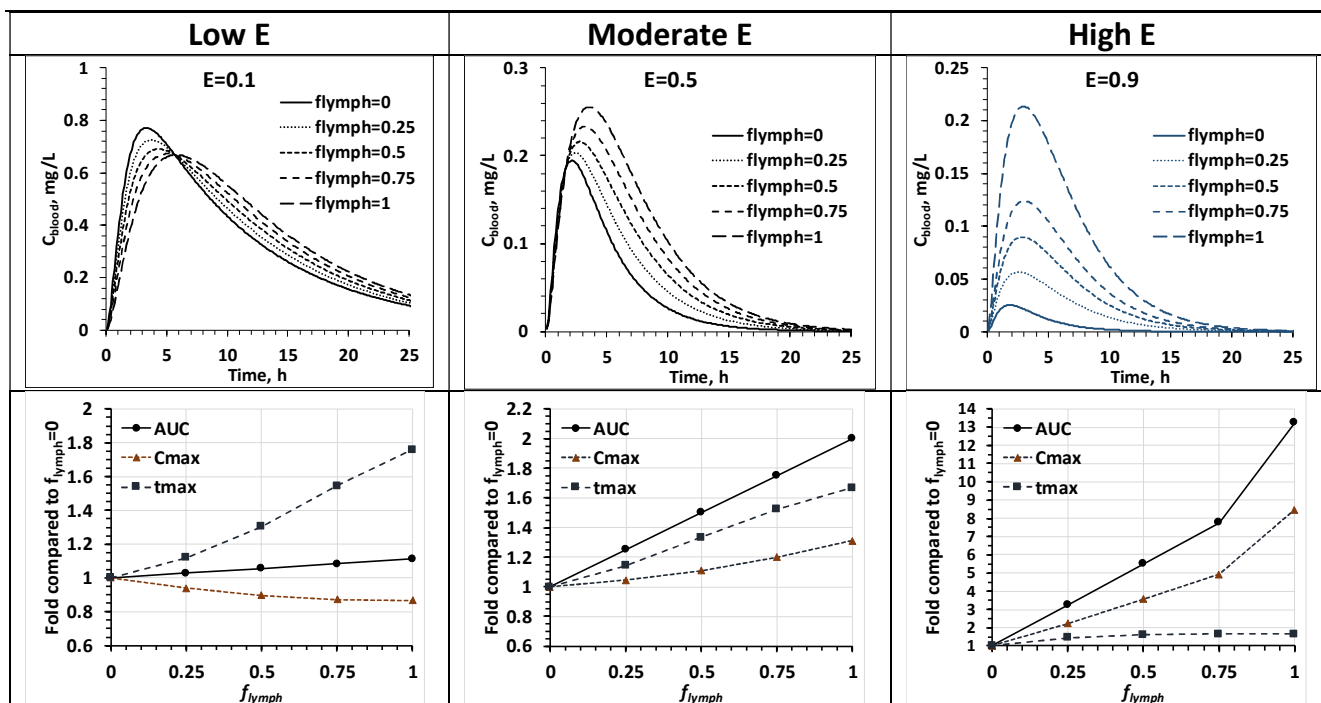 Low E
Moderate E
High E
E=0.1
C_blood, mg/L
1
0.8
0.6
0.4
0.2
0
flymph=0
flymph=0.25
flymph=0.5
flymph=0.75
flymph=1
0 5 10 15 20 25
Time, h
E=0.5
C_blood, mg/L
0.3
0.2
0.1
0
flymph=0
flymph=0.25
flymph=0.5
flymph=0.75
flymph=1
0 5 10 15 20 25
Time, h
E=0.9
C_blood, mg/L
0.25
0.2
0.15
0.1
0.05
0
flymph=0
flymph=0.25
flymph=0.5
flymph=0.75
flymph=1
0 5 10 15 20 25
Time, h
Fold compared to f_lymph=0
2
1.8
1.6
1.4
1.2
1
0.8
0.6
AUC
Cmax
tmax
0 0.25 0.5 0.75 1
f_lymph
Fold compared to f_lymph=0
2.2
2
1.8
1.6
1.4
1.2
1
0.8
0.6
AUC
Cmax
tmax
0 0.25 0.5 0.75 1
f_lymph
Fold compared to f_lymph=0
14
13
12
11
10
9
8
7
6
5
4
3
2
1
AUC
Cmax
tmax
0 0.25 0.5 0.75 1
f_lymph